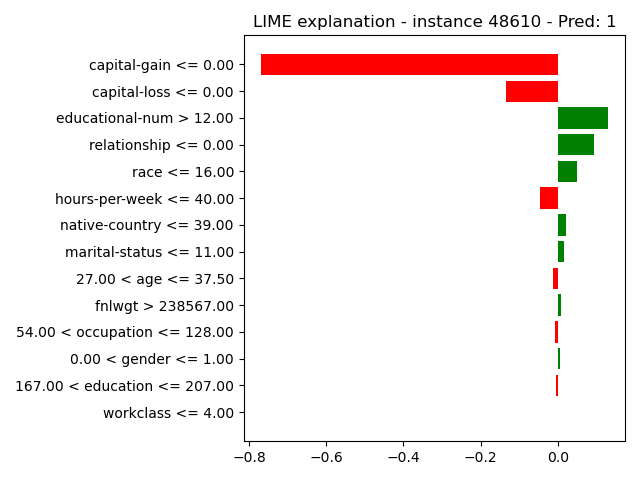 LIME explanation - instance 48610 - Pred: 1
capital-gain <= 0.00
capital-loss <= 0.00
educational-num > 12.00
relationship <= 0.00
race <= 16.00
hours-per-week <= 40.00
native-country <= 39.00
marital-status <= 11.00
27.00 < age <= 37.50
fnlwgt > 238567.00
54.00 < occupation <= 128.00
0.00 < gender <= 1.00
167.00 < education <= 207.00
workclass <= 4.00
−0.8 −0.6 −0.4 −0.2 0.0